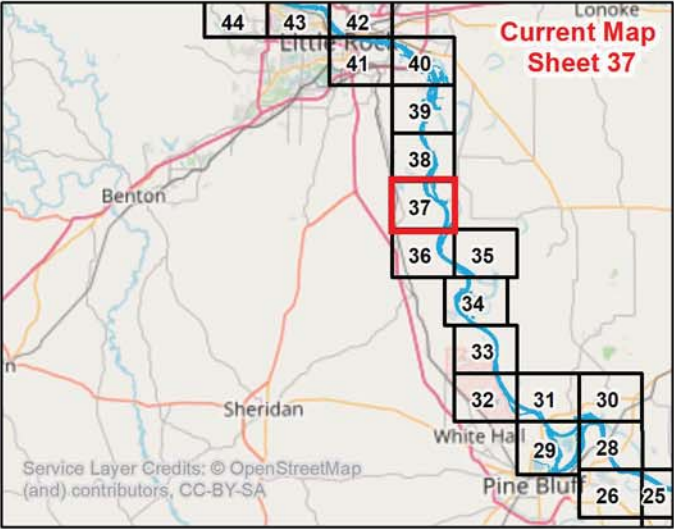 44
43
42
Lonoke
Little Rock
Current Map
Sheet 37
41
40
39
38
Benton
37
36
35
34
33
32
31
30
Sheridan
White Hall
29
28
Service Layer Credits: © OpenStreetMap
(and) contributors, CC-BY-SA
Pine Bluff
26
25